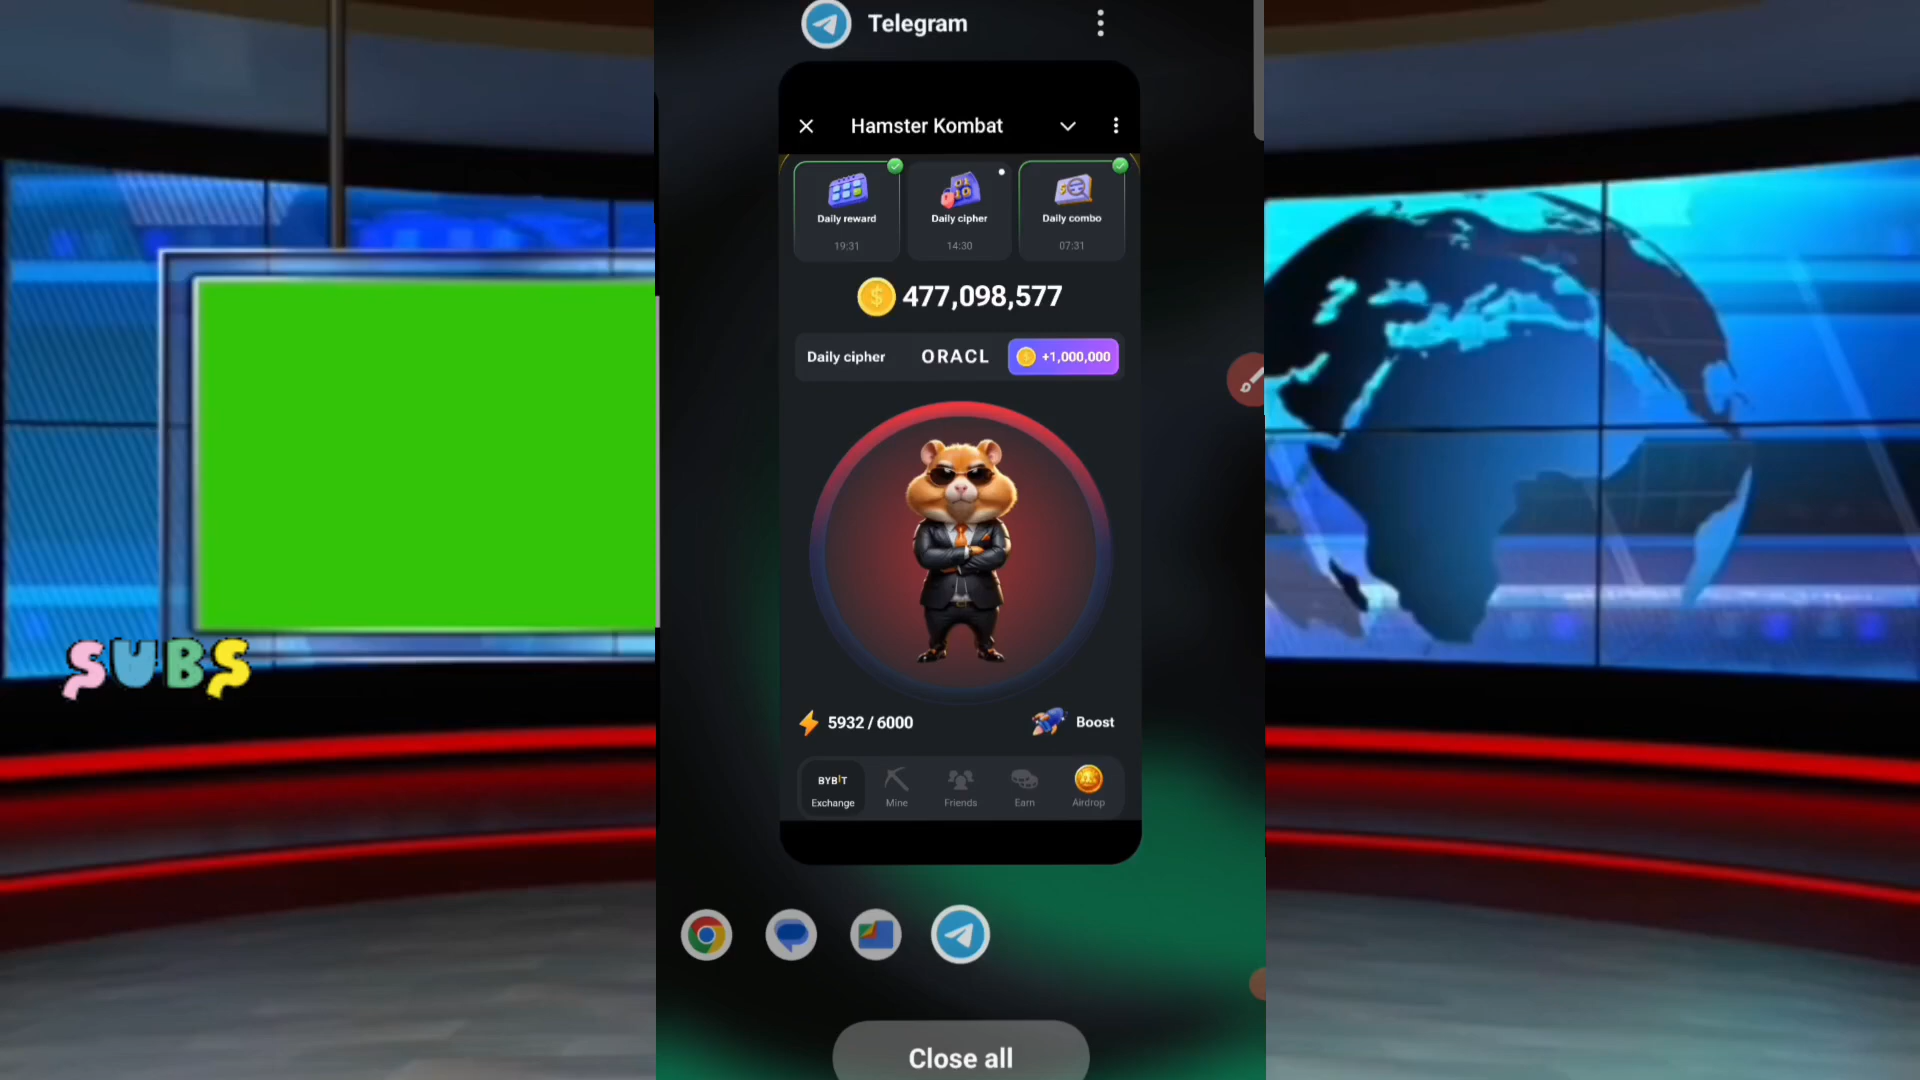 Telegram
Hamster Kombat
Daily reward
19:31
Daily cipher
14:30
Daily combo
07:31
477,098,577
Daily cipher ORACL +1,000,000
5932 / 6000
Boost
BYBIT
Exchange
Mine
Friends
Earn
Airdrop
SUBS
Close all